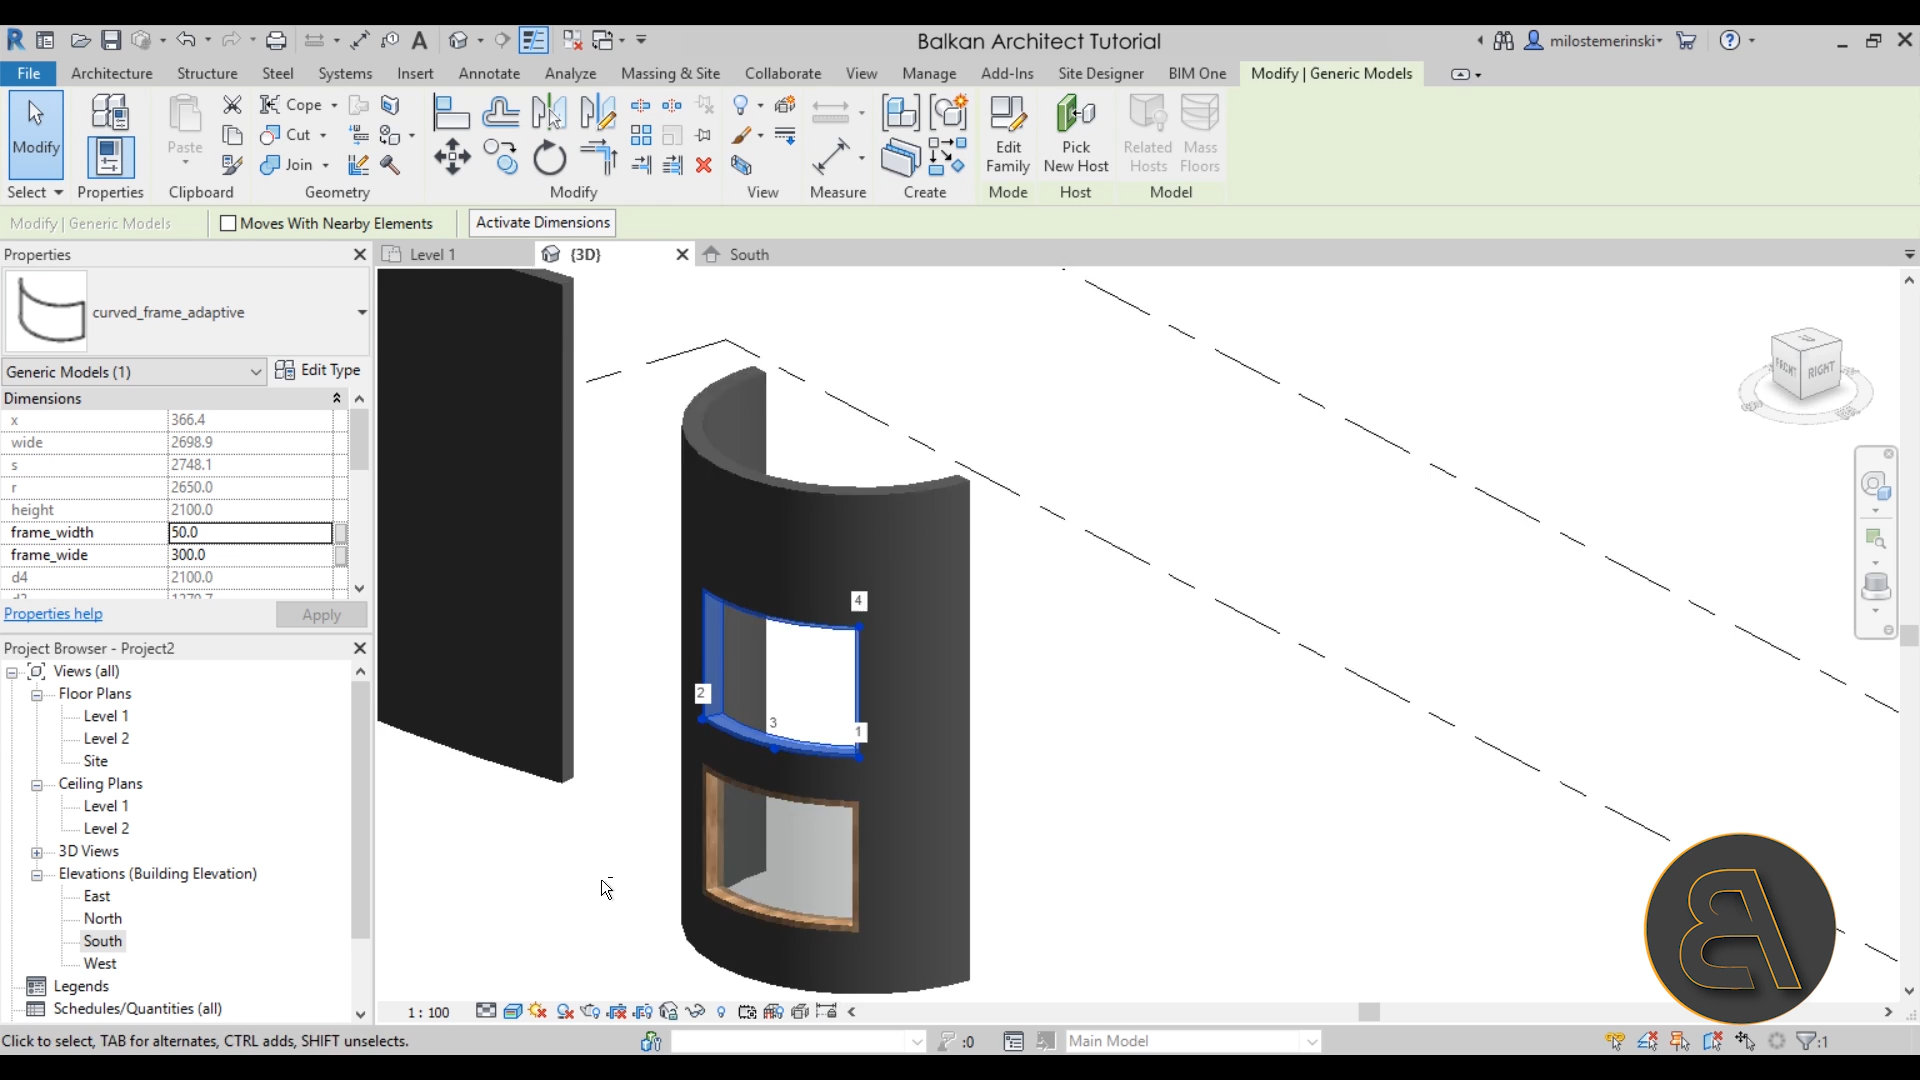 Balkan Architect Tutorial
milostemerinski
File Architecture Structure Steel Systems Insert Annotate Analyze Massing & Site Collaborate View Manage Add-Ins Site Designer BIM One Modify | Generic Models
Modify
Paste
Cope
Cut
Join
Edit Family
Pick New Host
Related Hosts
Mass Floors
Select Properties Clipboard Geometry Modify View Measure Create Mode Host Model
Modify | Generic Models Moves With Nearby Elements Activate Dimensions
Properties
Level 1 {3D} South
curved_frame_adaptive
Generic Models (1) Edit Type
Dimensions
x 366.4
wide 2698.9
s 2748.1
r 2650.0
height 2100.0
frame_width 50.0
frame_wide 300.0
d4 2100.0
Properties help Apply
Project Browser - Project2
Views (all)
Floor Plans
Level 1
Level 2
Site
Ceiling Plans
Level 1
Level 2
3D Views
Elevations (Building Elevation)
East
North
South
West
Legends
Schedules/Quantities (all)
4
2
3
1
FRONT RIGHT
1 : 100
Click to select, TAB for alternates, CTRL adds, SHIFT unselects.
:0
Main Model
:1